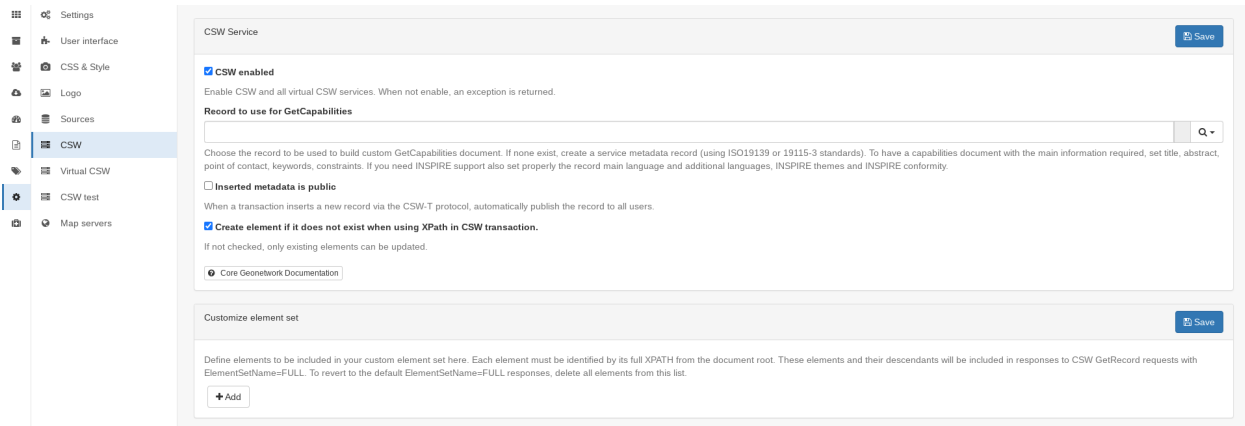 Settings
User interface
CSS & Style
Logo
Sources
CSW
Virtual CSW
CSW test
Map servers
CSW Service
Save
CSW enabled
Enable CSW and all virtual CSW services. When not enable, an exception is returned.
Record to use for GetCapabilities
Choose the record to be used to build custom GetCapabilities document. If none exist, create a service metadata record (using ISO19139 or 19115-3 standards). To have a capabilities document with the main information required, set title, abstract,
point of contact, keywords, constraints. If you need INSPIRE support also set properly the record main language and additional languages, INSPIRE themes and INSPIRE conformity.
Inserted metadata is public
When a transaction inserts a new record via the CSW-T protocol, automatically publish the record to all users.
Create element if it does not exist when using XPath in CSW transaction.
If not checked, only existing elements can be updated.
Core Geonetwork Documentation
Customize element set
Save
Define elements to be included in your custom element set here. Each element must be identified by its full XPATH from the document root. These elements and their descendants will be included in responses to CSW GetRecord requests with
ElementSetName=FULL. To revert to the default ElementSetName=FULL responses, delete all elements from this list.
Add